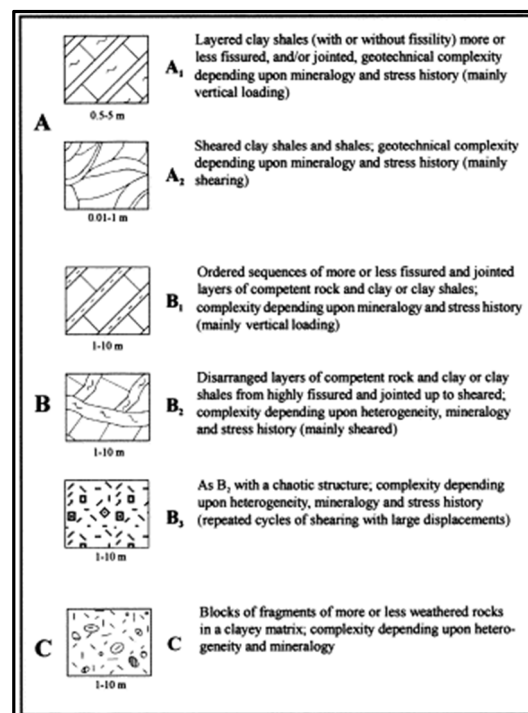 Layered clay shales (with or without fissility) more or
less fissured, and/or jointed, geotechnical complexity
A₁ depending upon mineralogy and stress history (mainly
vertical loading)
0.5-5 m
A
Sheared clay shales and shales; geotechnical complexity
A₂ depending upon mineralogy and stress history (mainly
shearing)
0.01-1 m
Ordered sequences of more or less fissured and jointed
layers of competent rock and clay or clay shales;
B₁ complexity depending upon mineralogy and stress history
(mainly vertical loading)
1-10 m
Disarranged layers of competent rock and clay or clay
shales from highly fissured and jointed up to sheared;
B B₂ complexity depending upon heterogeneity, mineralogy
and stress history (mainly sheared)
1-10 m
As B₂ with a chaotic structure; complexity depending
B₃ upon heterogeneity, mineralogy and stress history
(repeated cycles of shearing with large displacements)
1-10 m
Blocks of fragments of more or less weathered rocks
C C in a clayey matrix; complexity depending upon hetero-
geneity and mineralogy
1-10 m